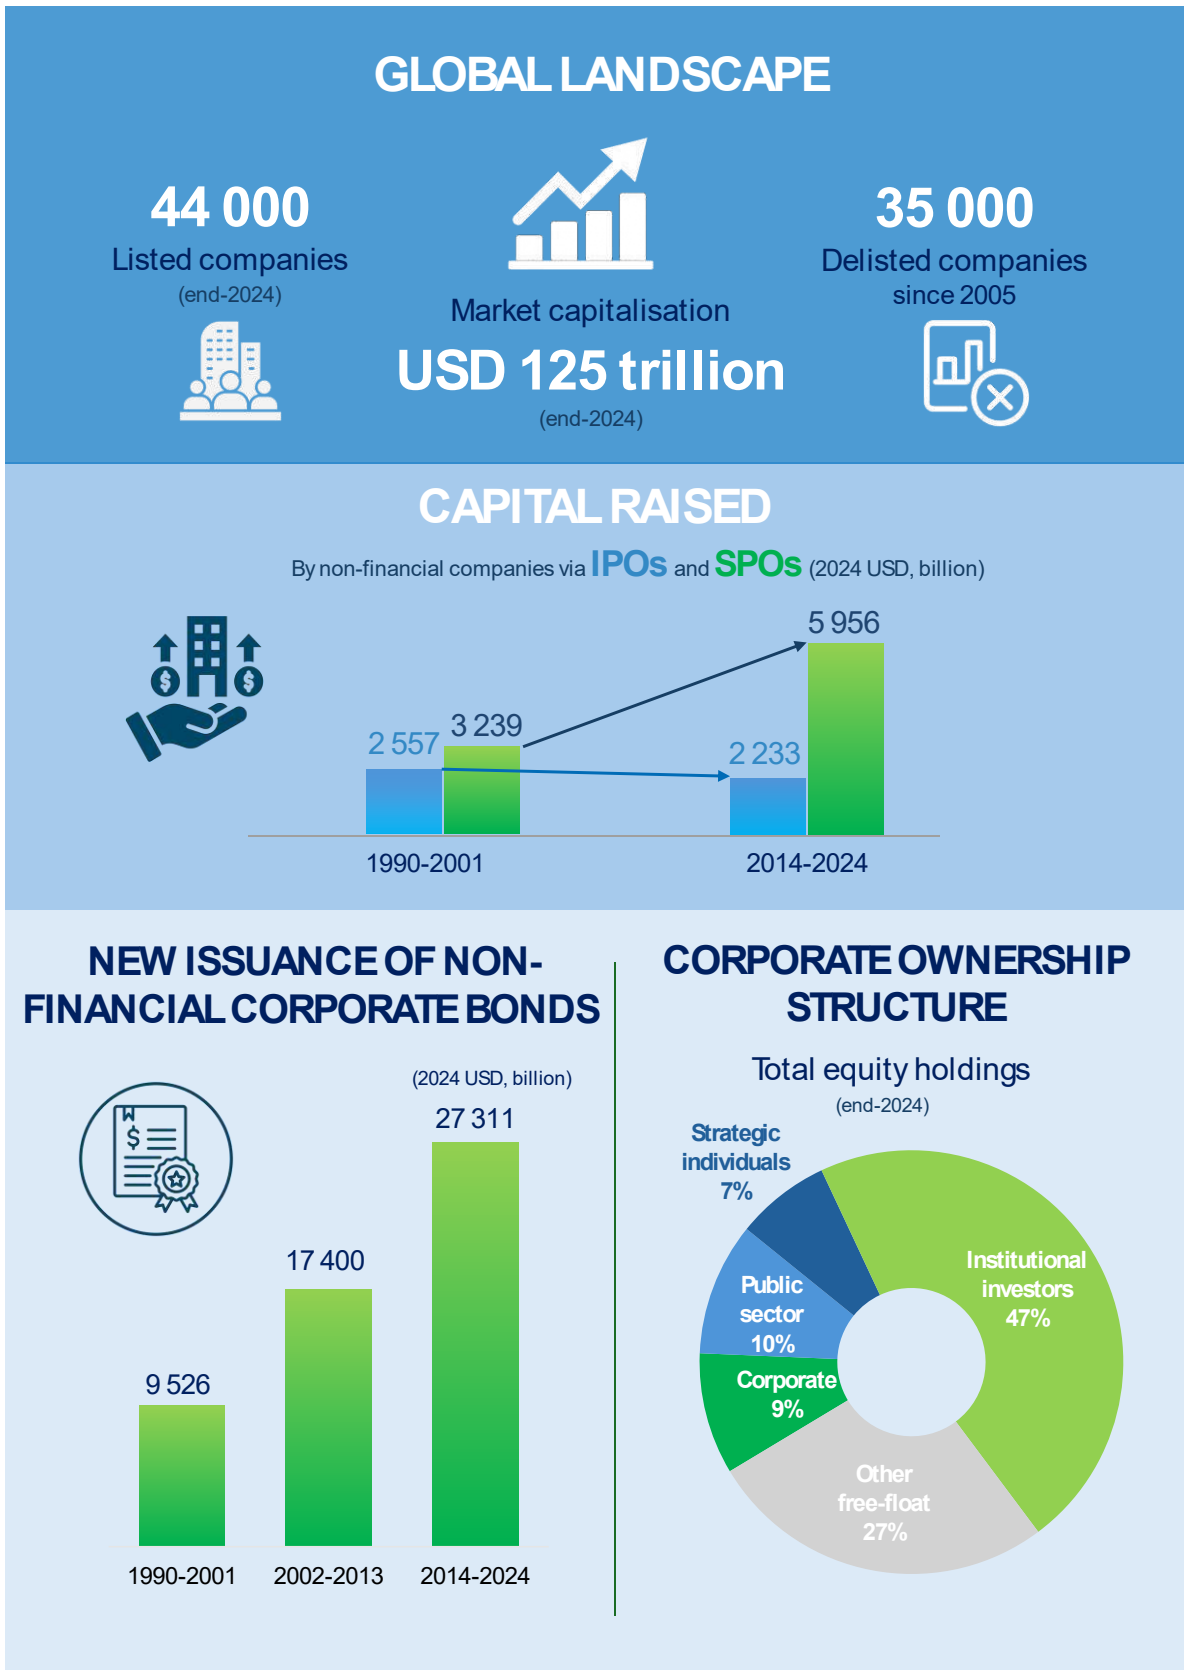 GLOBAL LANDSCAPE
44 000
Listed companies
(end-2024)
Market capitalisation
USD 125 trillion
(end-2024)
35 000
Delisted companies
since 2005
CAPITAL RAISED
By non-financial companies via IPOs and SPOs (2024 USD, billion)
2 557
3 239
2 233
5 956
1990-2001
2014-2024
NEW ISSUANCE OF NON-
FINANCIAL CORPORATE BONDS
(2024 USD, billion)
9 526
17 400
27 311
1990-2001
2002-2013
2014-2024
CORPORATE OWNERSHIP
STRUCTURE
Total equity holdings
(end-2024)
Strategic
individuals
7%
Institutional
investors
47%
Public
sector
10%
Corporate
9%
Other
free-float
27%